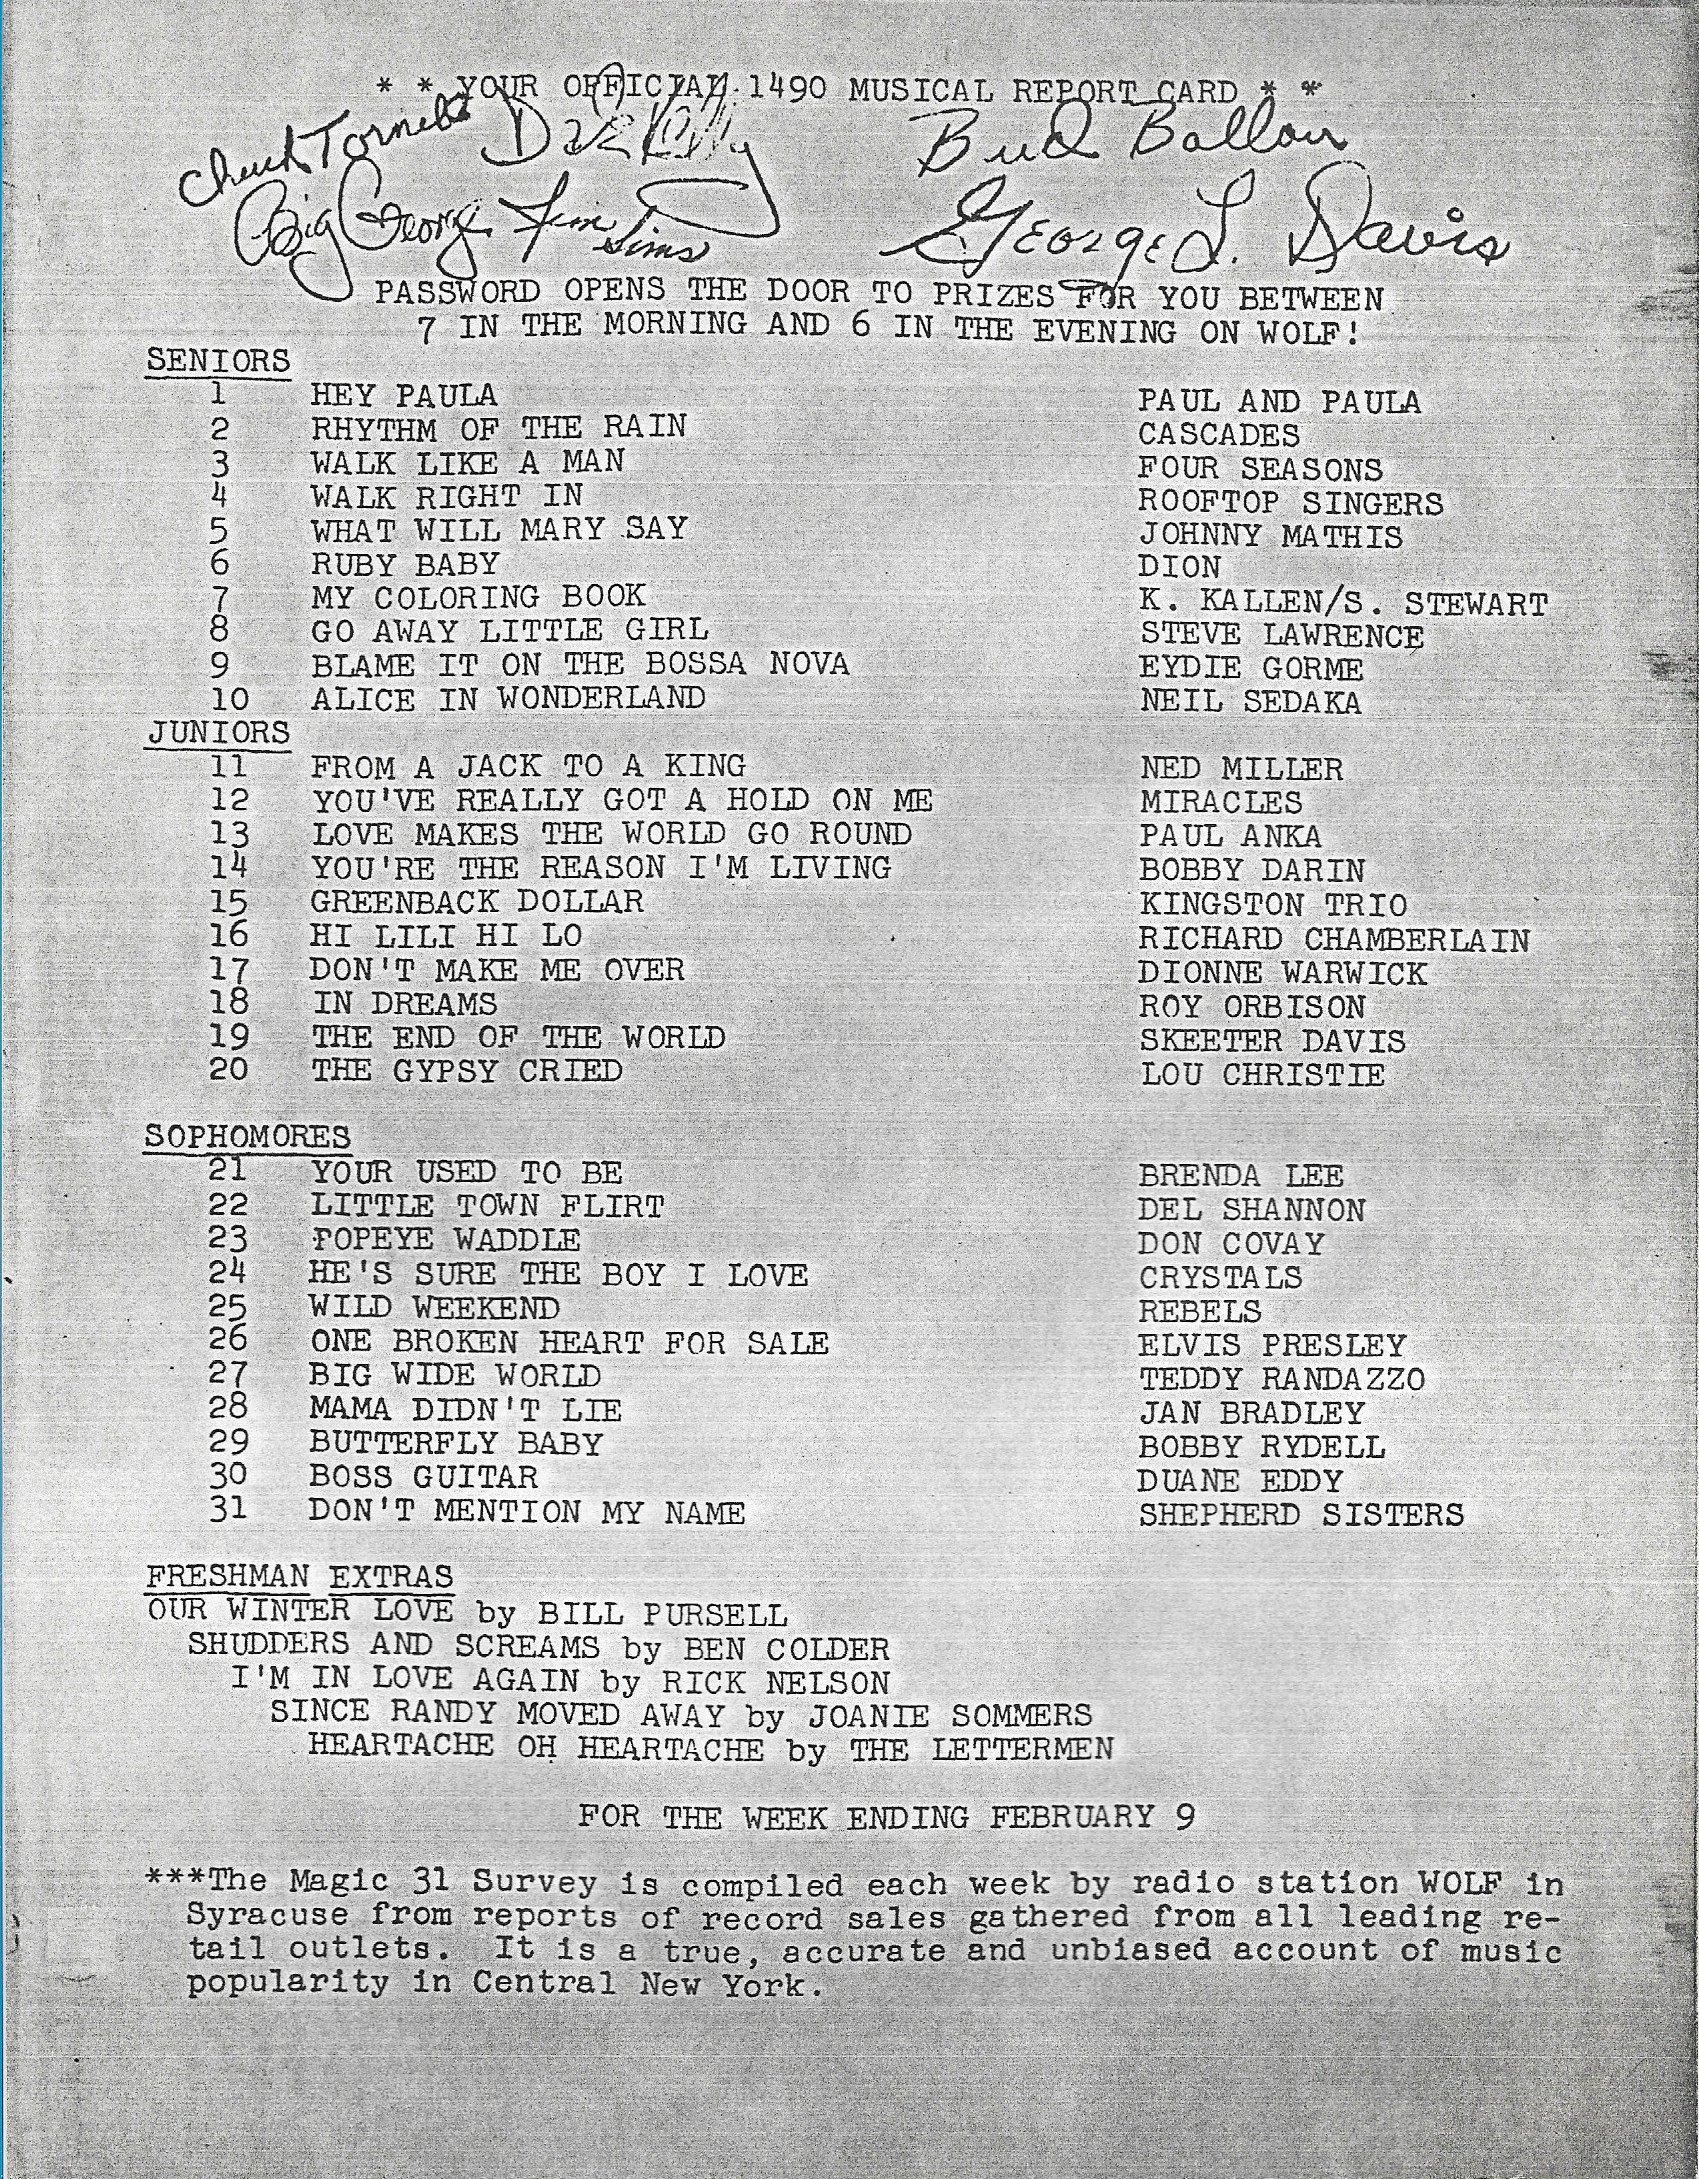 * * YOUR OFFICIAL 1490 MUSICAL REPORT CARD * *
Chuck Dick Kelly Bud Ballou
Big George Jim Sims George L. Davis
PASSWORD OPENS THE DOOR TO PRIZES FOR YOU BETWEEN
7 IN THE MORNING AND 6 IN THE EVENING ON WOLF!
SENIORS
1 HEY PAULA PAUL AND PAULA
2 RHYTHM OF THE RAIN CASCADES
3 WALK LIKE A MAN FOUR SEASONS
4 WALK RIGHT IN ROOFTOP SINGERS
5 WHAT WILL MARY SAY JOHNNY MATHIS
6 RUBY BABY DION
7 MY COLORING BOOK K. KALLEN/S. STEWART
8 GO AWAY LITTLE GIRL STEVE LAWRENCE
9 BLAME IT ON THE BOSSA NOVA EYDIE GORME
10 ALICE IN WONDERLAND NEIL SEDAKA
JUNIORS
11 FROM A JACK TO A KING NED MILLER
12 YOU'VE REALLY GOT A HOLD ON ME MIRACLES
13 LOVE MAKES THE WORLD GO ROUND PAUL ANKA
14 YOU'RE THE REASON I'M LIVING BOBBY DARIN
15 GREENBACK DOLLAR KINGSTON TRIO
16 HI LILI HI LO RICHARD CHAMBERLAIN
17 DON'T MAKE ME OVER DIONNE WARWICK
18 IN DREAMS ROY ORBISON
19 THE END OF THE WORLD SKEETER DAVIS
20 THE GYPSY CRIED LOU CHRISTIE
SOPHOMORES
21 YOUR USED TO BE BRENDA LEE
22 LITTLE TOWN FLIRT DEL SHANNON
23 POPEYE WADDLE DON COVAY
24 HE'S SURE THE BOY I LOVE CRYSTALS
25 WILD WEEKEND REBELS
26 ONE BROKEN HEART FOR SALE ELVIS PRESLEY
27 BIG WIDE WORLD TEDDY RANDAZZO
28 MAMA DIDN'T LIE JAN BRADLEY
29 BUTTERFLY BABY BOBBY RYDELL
30 BOSS GUITAR DUANE EDDY
31 DON'T MENTION MY NAME SHEPHERD SISTERS
FRESHMAN EXTRAS
OUR WINTER LOVE by BILL PURSELL
SHUDDERS AND SCREAMS by BEN COLDER
I'M IN LOVE AGAIN by RICK NELSON
SINCE RANDY MOVED AWAY by JOANIE SOMMERS
HEARTACHE OH HEARTACHE by THE LETTERMEN
FOR THE WEEK ENDING FEBRUARY 9
***The Magic 31 Survey is compiled each week by radio station WOLF in
Syracuse from reports of record sales gathered from all leading re-
tail outlets. It is a true, accurate and unbiased account of music
popularity in Central New York.